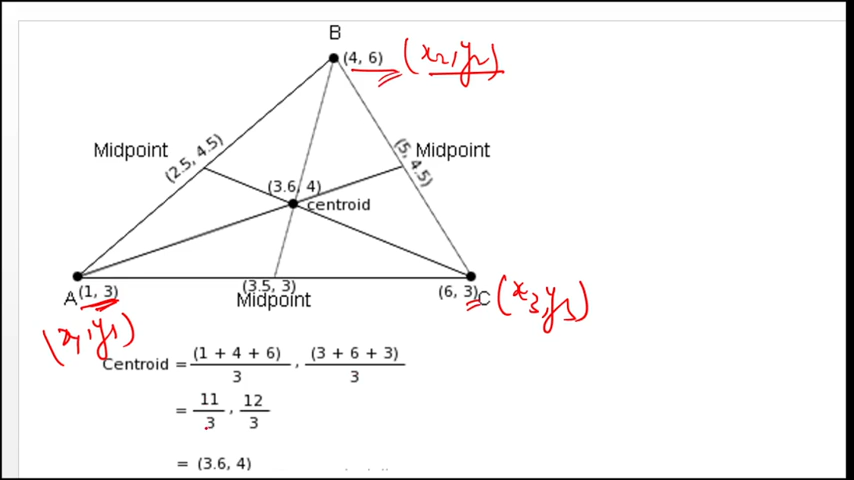 B
(4, 6) (x2, y2)
Midpoint (2.5, 4.5)
(5, 4.5) Midpoint
(3.6, 4)
centroid
A (1, 3)
(3.5, 3)
Midpoint
(6, 3) C (x3, y3)
(x1, y1)
Centroid = (1 + 4 + 6) / 3 , (3 + 6 + 3) / 3
= 11 / 3 , 12 / 3
= (3.6, 4)